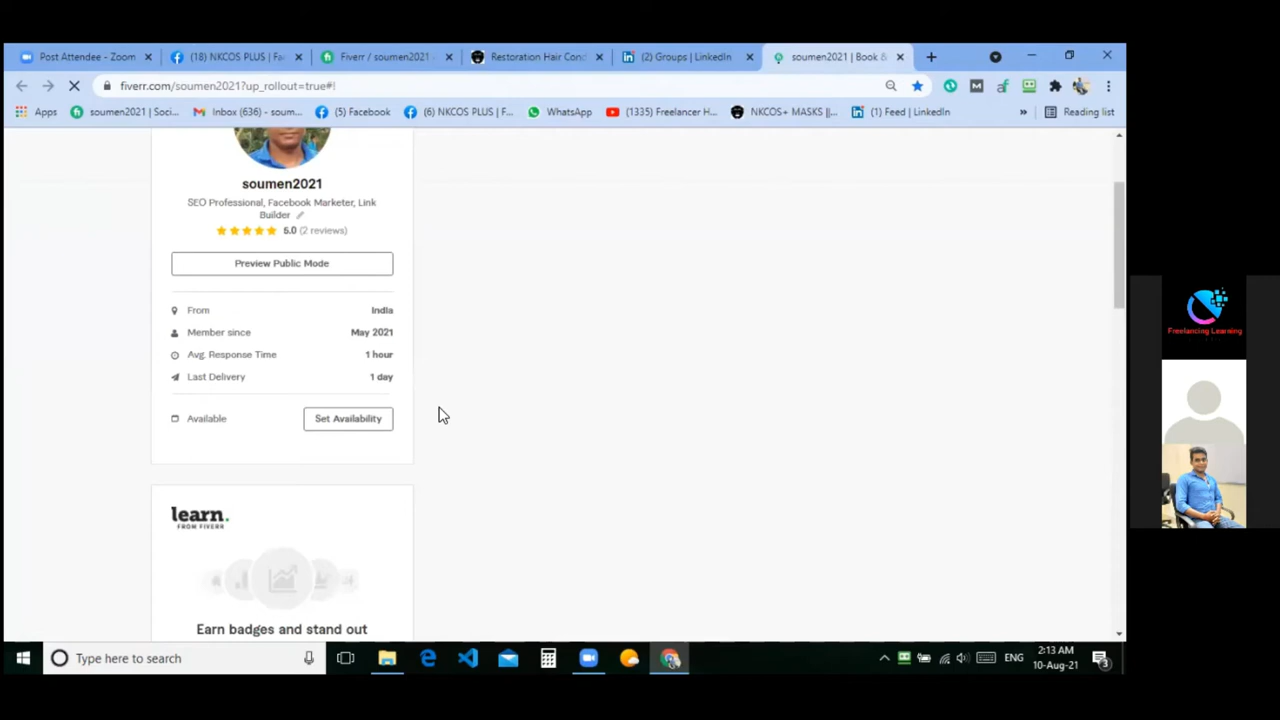 Post Attendee - Zoom
(18) NKCOS PLUS | Fa
Fiverr / soumen2021
Restoration Hair Cond
(2) Groups | LinkedIn
soumen2021 | Book &
fiverr.com/soumen2021?up_rollout=true#!
Apps
soumen2021 | Soci...
Inbox (636) - soum...
(5) Facebook
(6) NKCOS PLUS | F...
WhatsApp
(1335) Freelancer H...
NKCOS+ MASKS ||...
(1) Feed | LinkedIn
»
Reading list
soumen2021
SEO Professional, Facebook Marketer, Link
Builder
5.0 (2 reviews)
Preview Public Mode
From India
Member since May 2021
Avg. Response Time 1 hour
Last Delivery 1 day
Available Set Availability
learn.
FROM FIVERR
Earn badges and stand out
Freelancing Learning
Type here to search
ENG
2:13 AM
10-Aug-21
3